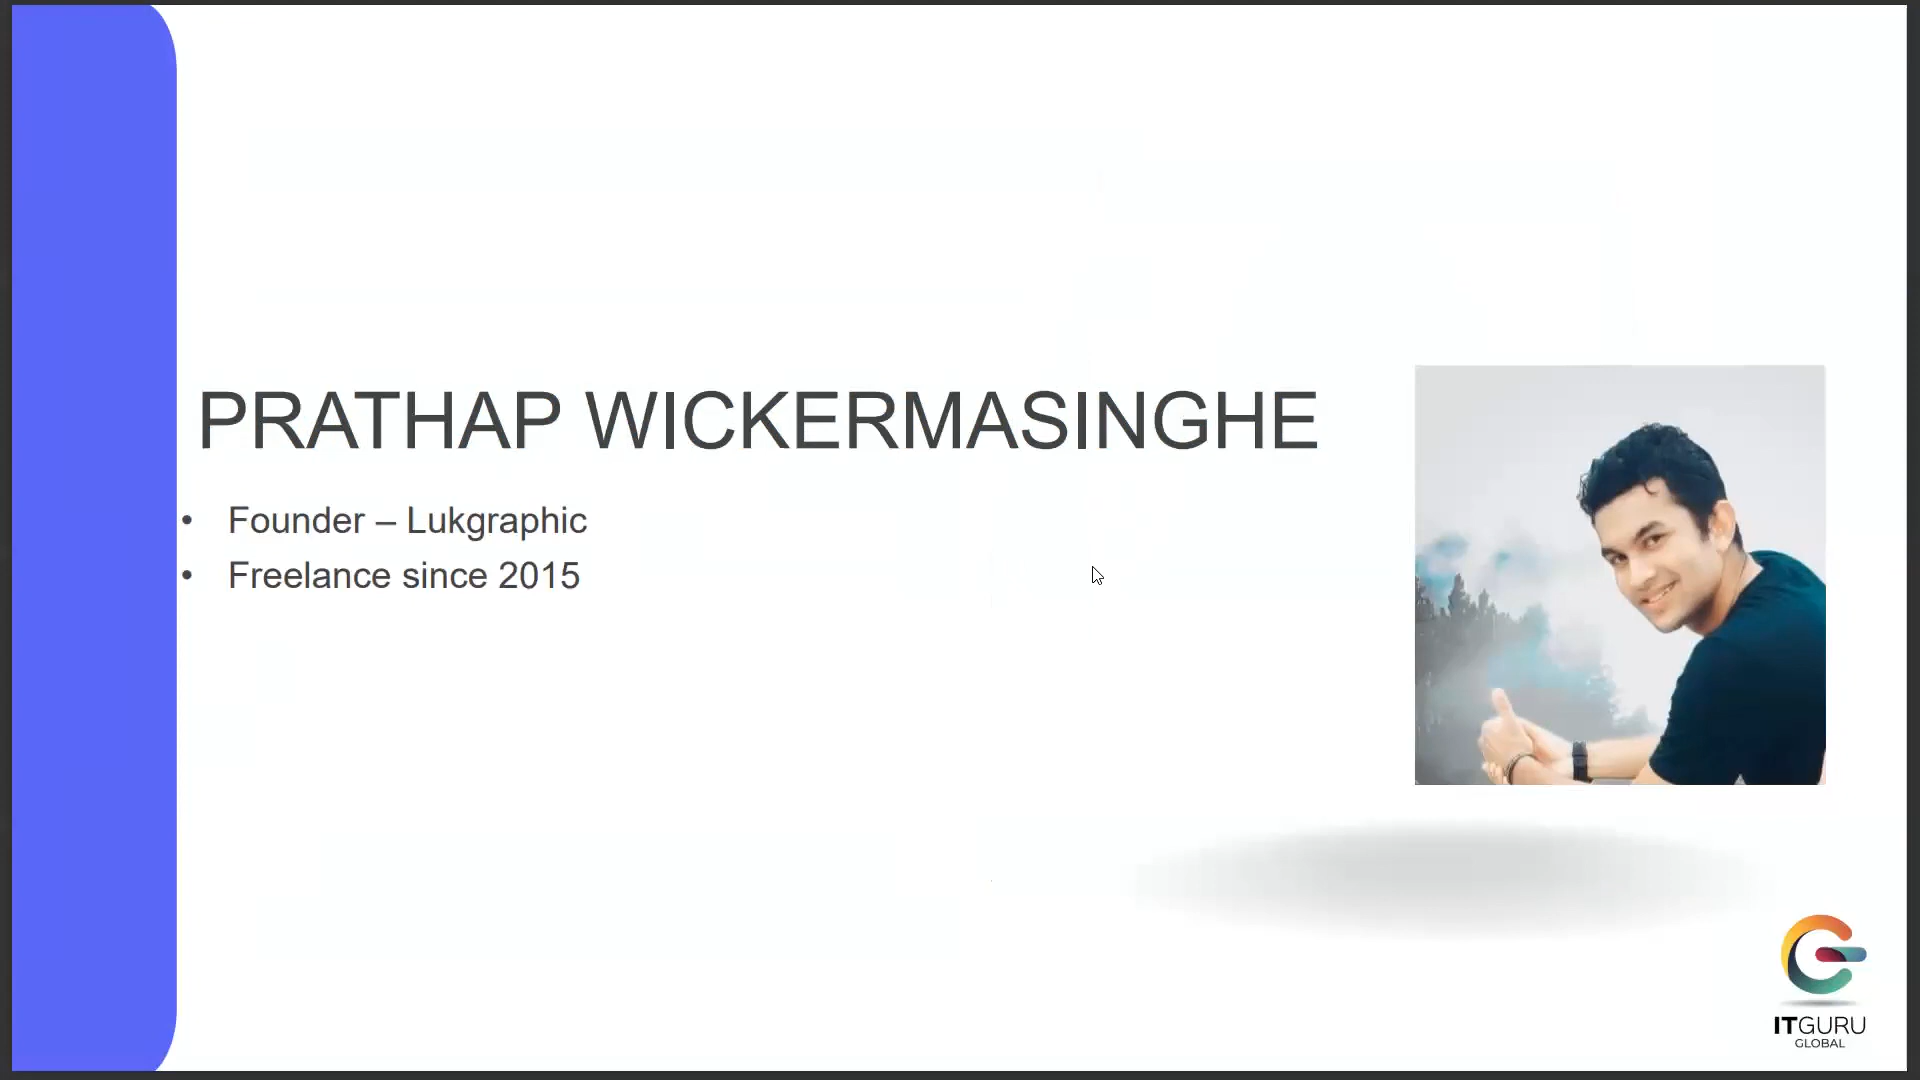 PRATHAP WICKERMASINGHE
• Founder – Lukgraphic
• Freelance since 2015
ITGURU
GLOBAL